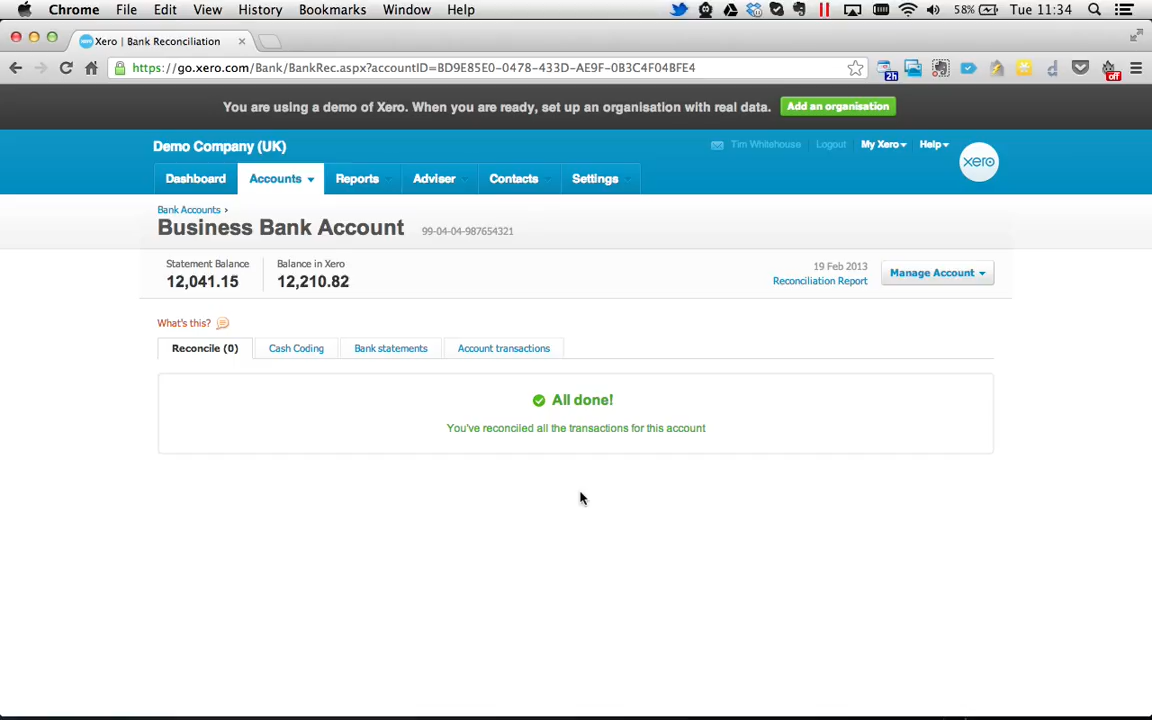 Chrome File Edit View History Bookmarks Window Help 58% Tue 11:34
Xero | Bank Reconciliation
https://go.xero.com/Bank/BankRec.aspx?accountID=BD9E85E0-0478-433D-AE9F-0B3C4F04BFE4
2h
off
You are using a demo of Xero. When you are ready, set up an organisation with real data. Add an organisation
Demo Company (UK) Tim Whitehouse Logout My Xero Help
xero
Dashboard Accounts Reports Adviser Contacts Settings
Bank Accounts ›
Business Bank Account 99-04-04-987654321
Statement Balance Balance in Xero 19 Feb 2013
12,041.15 12,210.82 Reconciliation Report Manage Account
What's this?
Reconcile (0) Cash Coding Bank statements Account transactions
All done!
You've reconciled all the transactions for this account